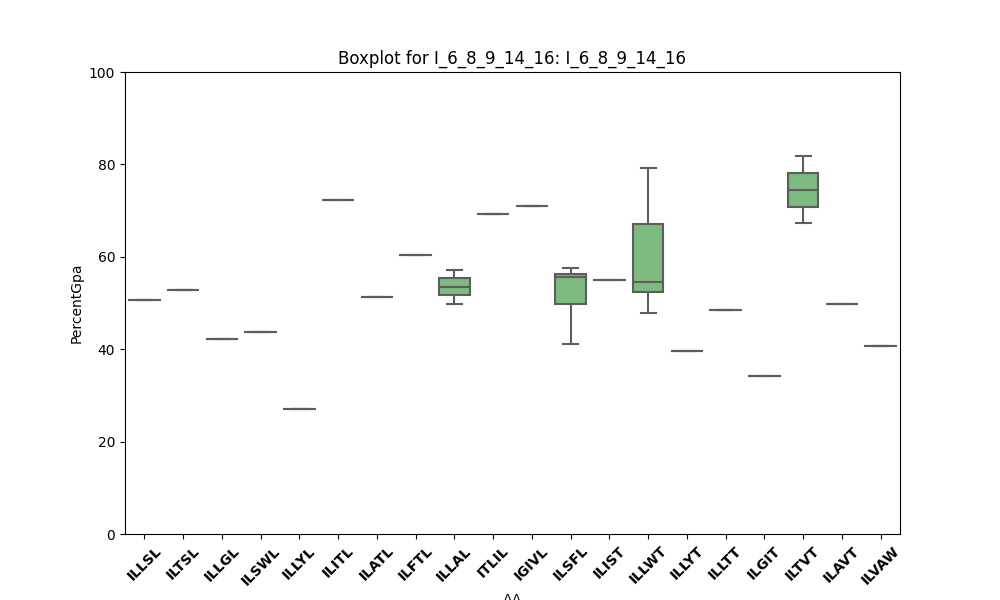 Boxplot for I_6_8_9_14_16: I_6_8_9_14_16
100
80
60
40
20
0
PercentGpa
ILLSL ILTSL ILLGL ILSWL ILLYL ILITL ILATL ILFTL ILLAL ITLIL IGIVL ILSFL ILIST ILLWT ILLYT ILLTT ILGIT ILTVT ILAVT ILVAW
AA